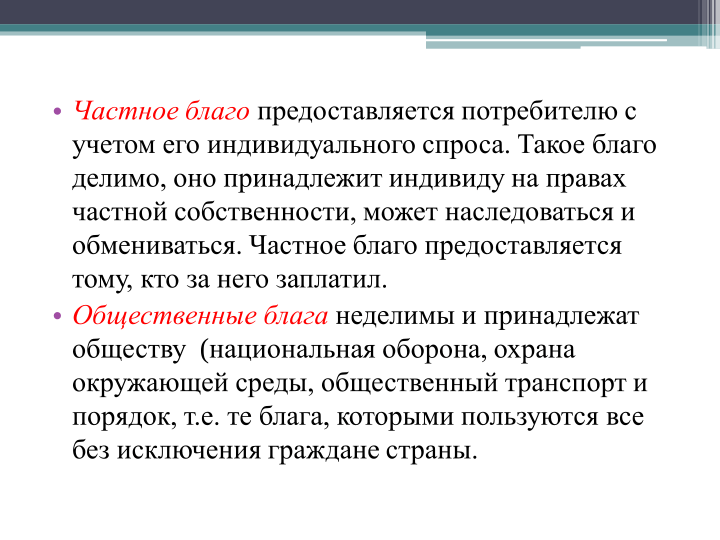 • Частное благо предоставляется потребителю с
учетом его индивидуального спроса. Такое благо
делимо, оно принадлежит индивиду на правах
частной собственности, может наследоваться и
обмениваться. Частное благо предоставляется
тому, кто за него заплатил.
• Общественные блага неделимы и принадлежат
обществу  (национальная оборона, охрана
окружающей среды, общественный транспорт и
порядок, т.е. те блага, которыми пользуются все
без исключения граждане страны.